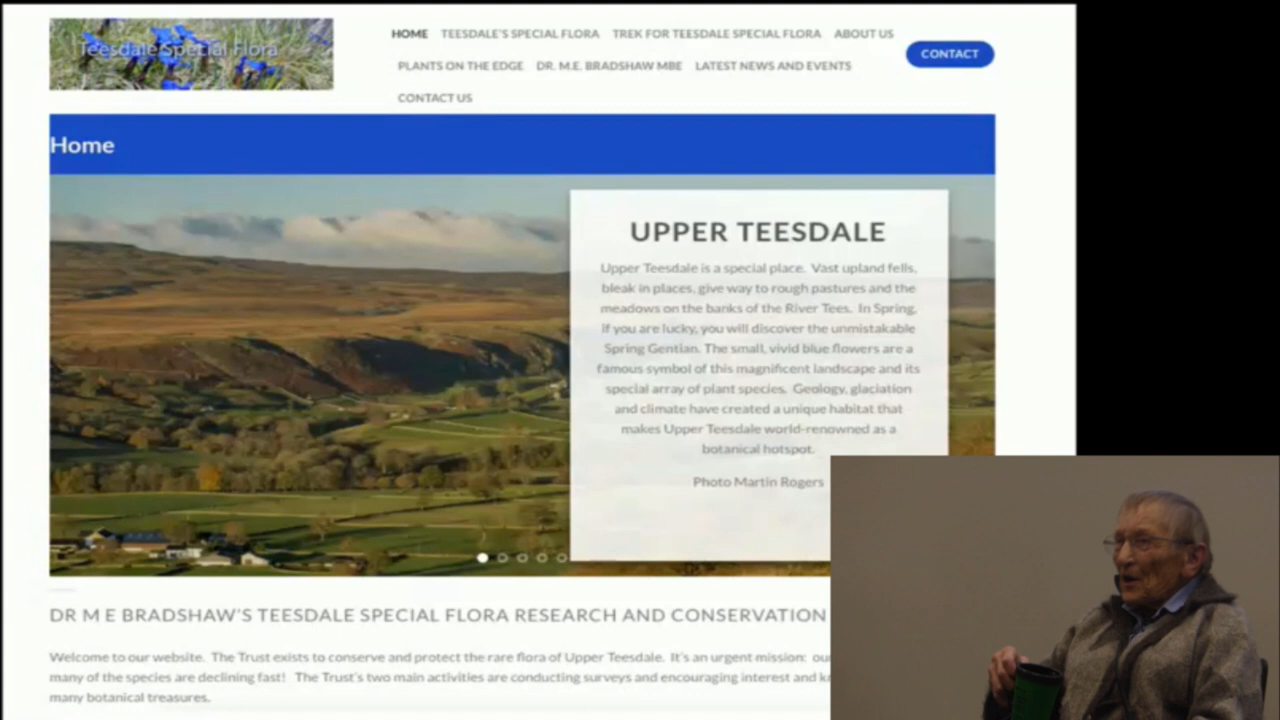 Teesdale Special Flora
HOME TEESDALE'S SPECIAL FLORA TREK FOR TEESDALE SPECIAL FLORA ABOUT US
PLANTS ON THE EDGE DR. M.E. BRADSHAW MBE LATEST NEWS AND EVENTS
CONTACT US
CONTACT
Home
UPPER TEESDALE
Upper Teesdale is a special place. Vast upland fells,
bleak in places, give way to rough pastures and the
meadows on the banks of the River Tees. In Spring,
if you are lucky, you will discover the unmistakable
Spring Gentian. The small, vivid blue flowers are a
famous symbol of this magnificent landscape and its
special array of plant species. Geology, glaciation
and climate have created a unique habitat that
makes Upper Teesdale world-renowned as a
botanical hotspot.
Photo Martin Rogers
DR M E BRADSHAW'S TEESDALE SPECIAL FLORA RESEARCH AND CONSERVATION
Welcome to our website. The Trust exists to conserve and protect the rare flora of Upper Teesdale. It's an urgent mission:
many of the species are declining fast! The Trust's two main activities are conducting surveys and encouraging interest and
many botanical treasures.